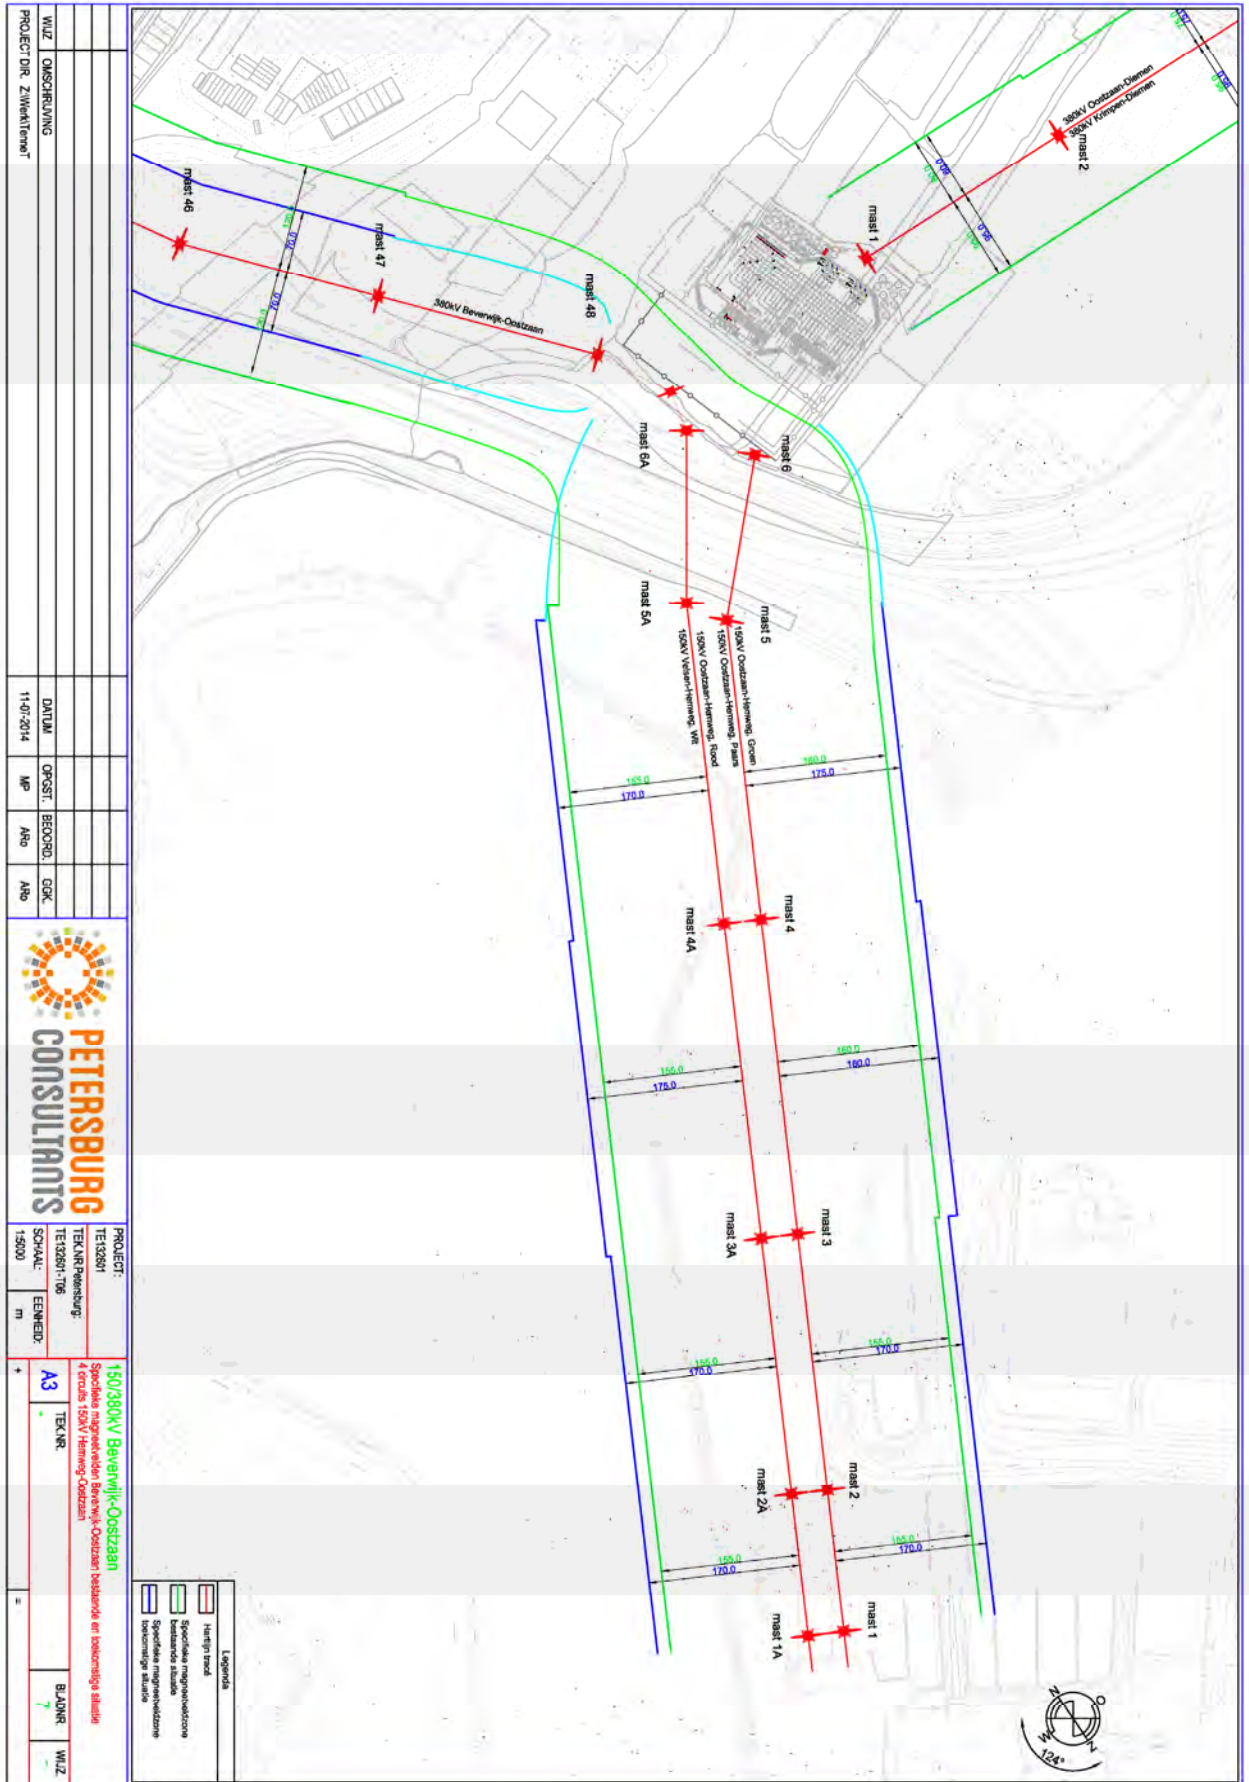 380kV Oostzaan-Diemen
380kV Krimpen-Diemen
mast 2
mast 1
mast 46
mast 47
mast 48
380kV Beverwijk-Oostzaan
mast 6A
mast 6
mast 5A
mast 5
150kV Oostzaan-Hemweg, Groen
150kV Oostzaan-Hemweg, Paars
150kV Oostzaan-Hemweg, Rood
150kV Velsen-Hemweg, Wit
160.0
175.0
155.0
170.0
mast 4
mast 4A
160.0
180.0
155.0
175.0
mast 3
mast 3A
155.0
170.0
155.0
170.0
mast 2
mast 2A
155.0
170.0
155.0
170.0
mast 1
mast 1A
N
O
Z
W
124°
Legenda
Hartlijn tracé
Specifieke magneetveldzone
bestaande situatie
Specifieke magneetveldzone
toekomstige situatie
WIJZ.
OMSCHRIJVING
DATUM
OPGST.
BEOORD.
GGK.
PROJECTDIR. Z:\Werk\TenneT
11-07-2014
MP
ARo
ARo
PETERSBURG
CONSULTANTS
PROJECT:
TE132601
TEK.NR.Petersburg:
TE132601-T06
SCHAAL:
EENHEID:
1:5000
m
150/380kV Beverwijk-Oostzaan
Specifieke magneetvelden Beverwijk-Oostzaan bestaande en toekomstige situatie
4 circuits 150kV Hemweg-Oostzaan
A3
TEK.NR.
BLADNR.
WIJZ.
-
7
-
+
=